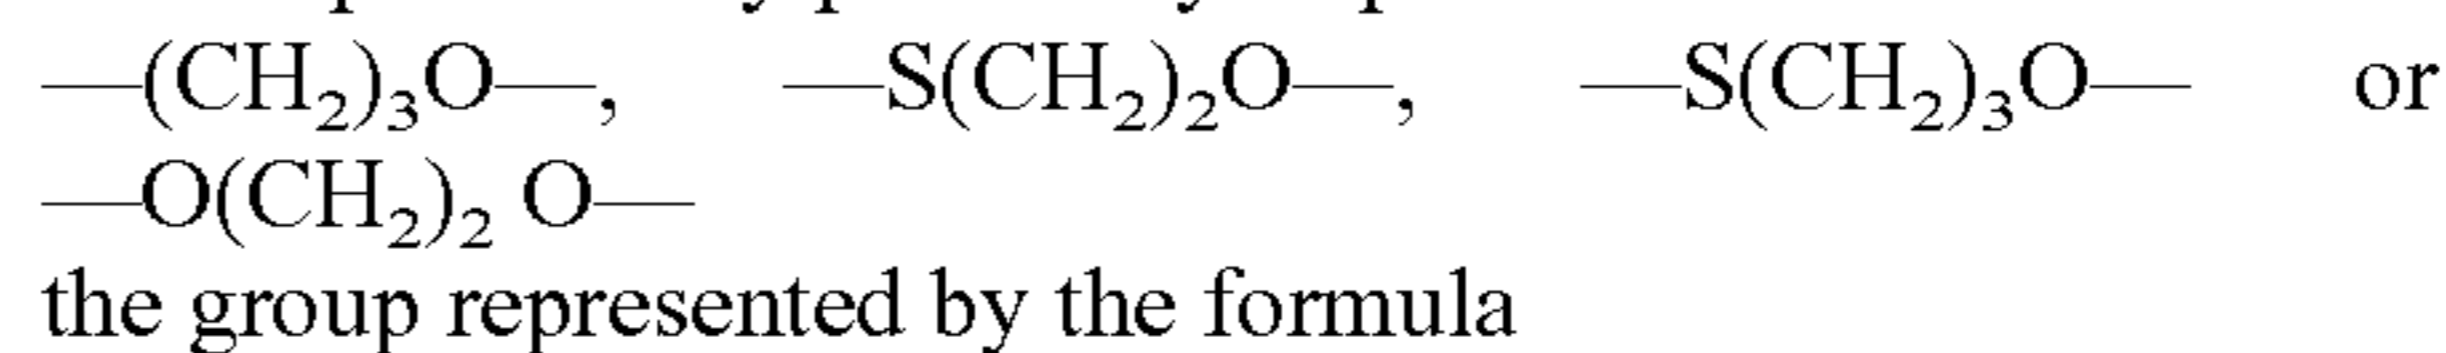 —(CH₂)₃O—, —S(CH₂)₂O—, —S(CH₂)₃O— or
—O(CH₂)₂ O—
the group represented by the formula